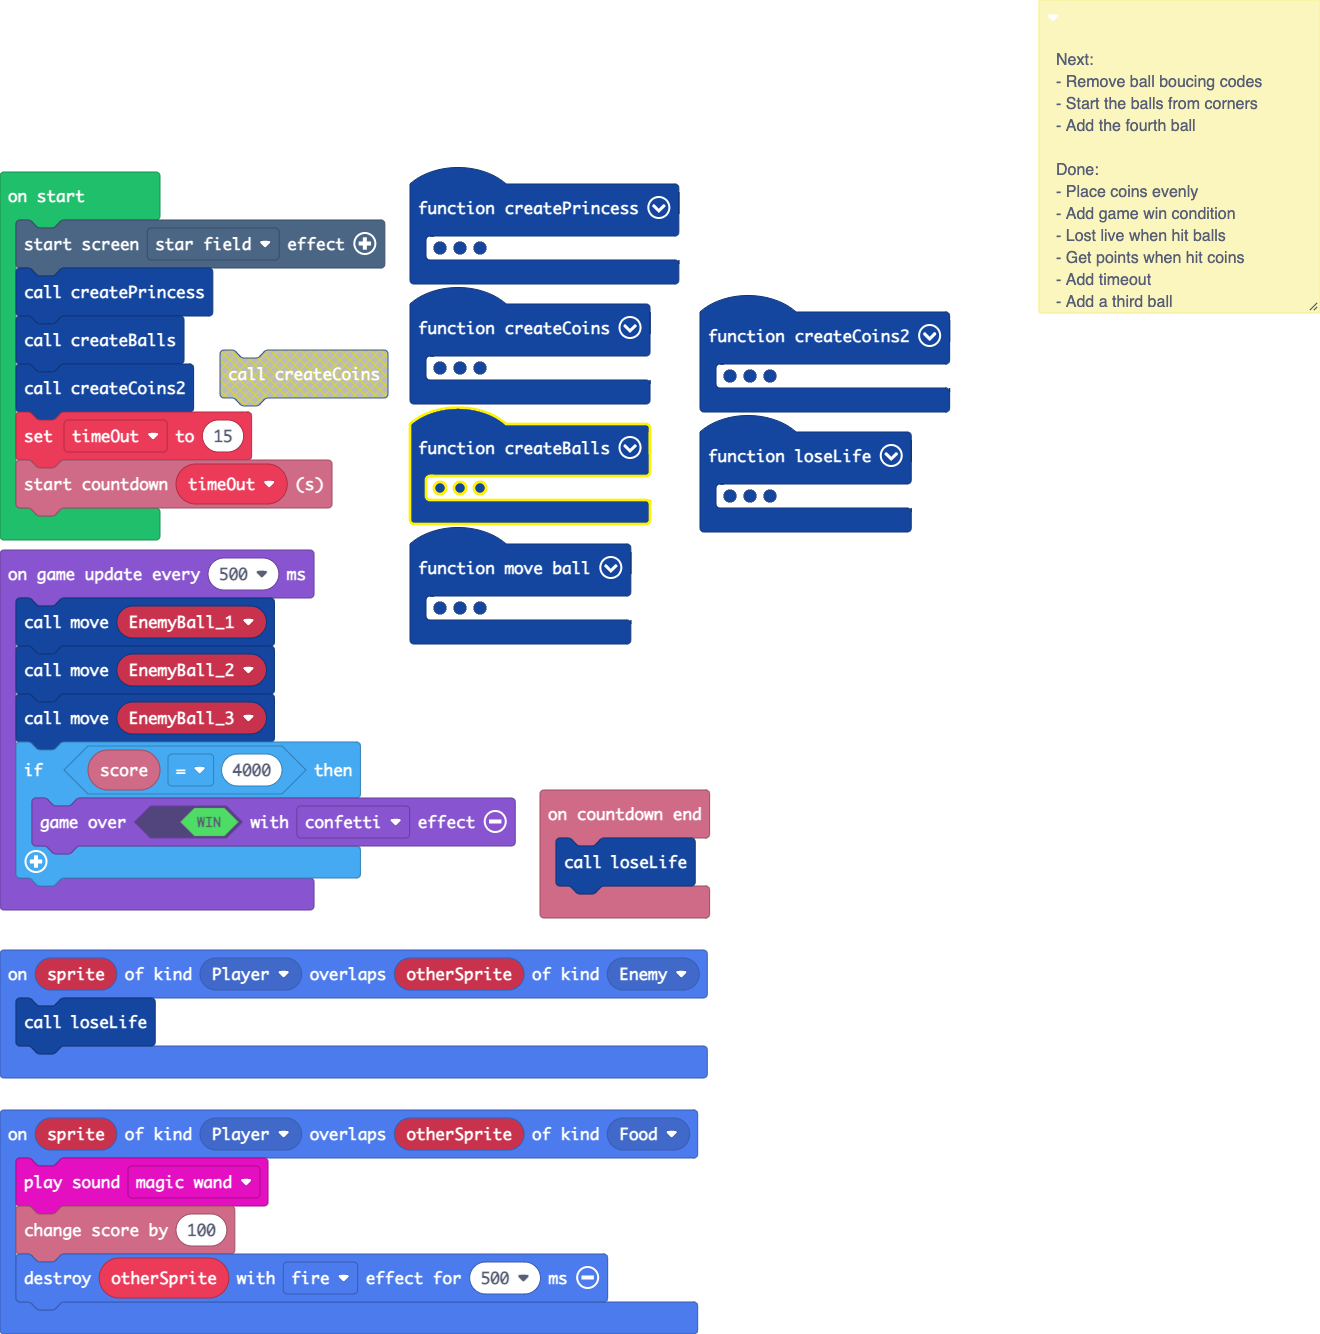 Next:
- Remove ball boucing codes
- Start the balls from corners
- Add the fourth ball
Done:
- Place coins evenly
- Add game win condition
- Lost live when hit balls
- Get points when hit coins
- Add timeout
- Add a third ball
on start
start screen star field effect
call createPrincess
call createBalls
call createCoins2
set timeOut to 15
start countdown timeOut (s)
call createCoins
function createPrincess
function createCoins
function createCoins2
function createBalls
function loseLife
function move ball
on game update every 500 ms
call move EnemyBall_1
call move EnemyBall_2
call move EnemyBall_3
if score = 4000 then
game over WIN with confetti effect
on countdown end
call loseLife
on sprite of kind Player overlaps otherSprite of kind Enemy
call loseLife
on sprite of kind Player overlaps otherSprite of kind Food
play sound magic wand
change score by 100
destroy otherSprite with fire effect for 500 ms